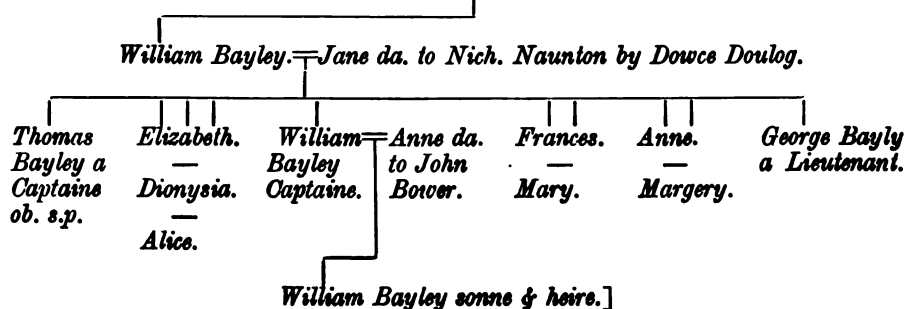 William Bayley.=Jane da. to Nich. Naunton by Dowce Doulog.
Thomas Elizabeth. William= Anne da. Frances. Anne. George Bayly
Bayley a — Bayley to John — — a Lieutenant.
Captaine Dionysia. Captaine. Bower. Mary. Margery.
ob. s.p. —
Alice.
William Bayley sonne & heire.]